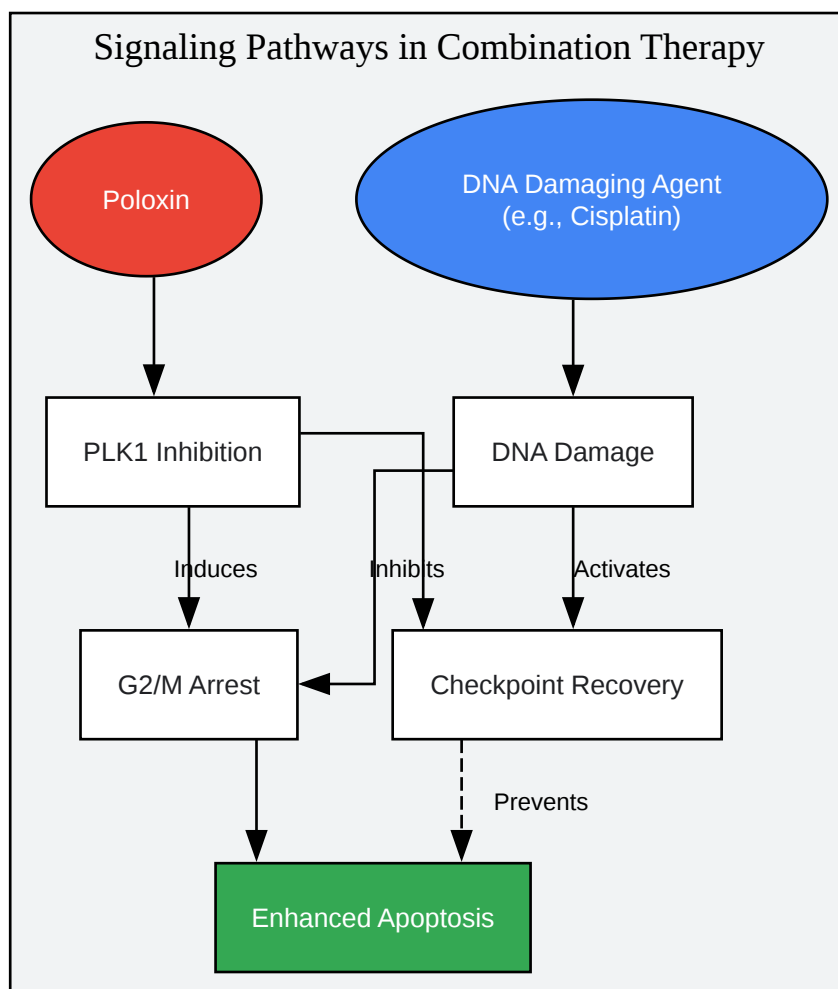 Signaling Pathways in Combination Therapy
Poloxin
DNA Damaging Agent
(e.g., Cisplatin)
PLK1 Inhibition
DNA Damage
Induces
Inhibits
Activates
G2/M Arrest
Checkpoint Recovery
Prevents
Enhanced Apoptosis